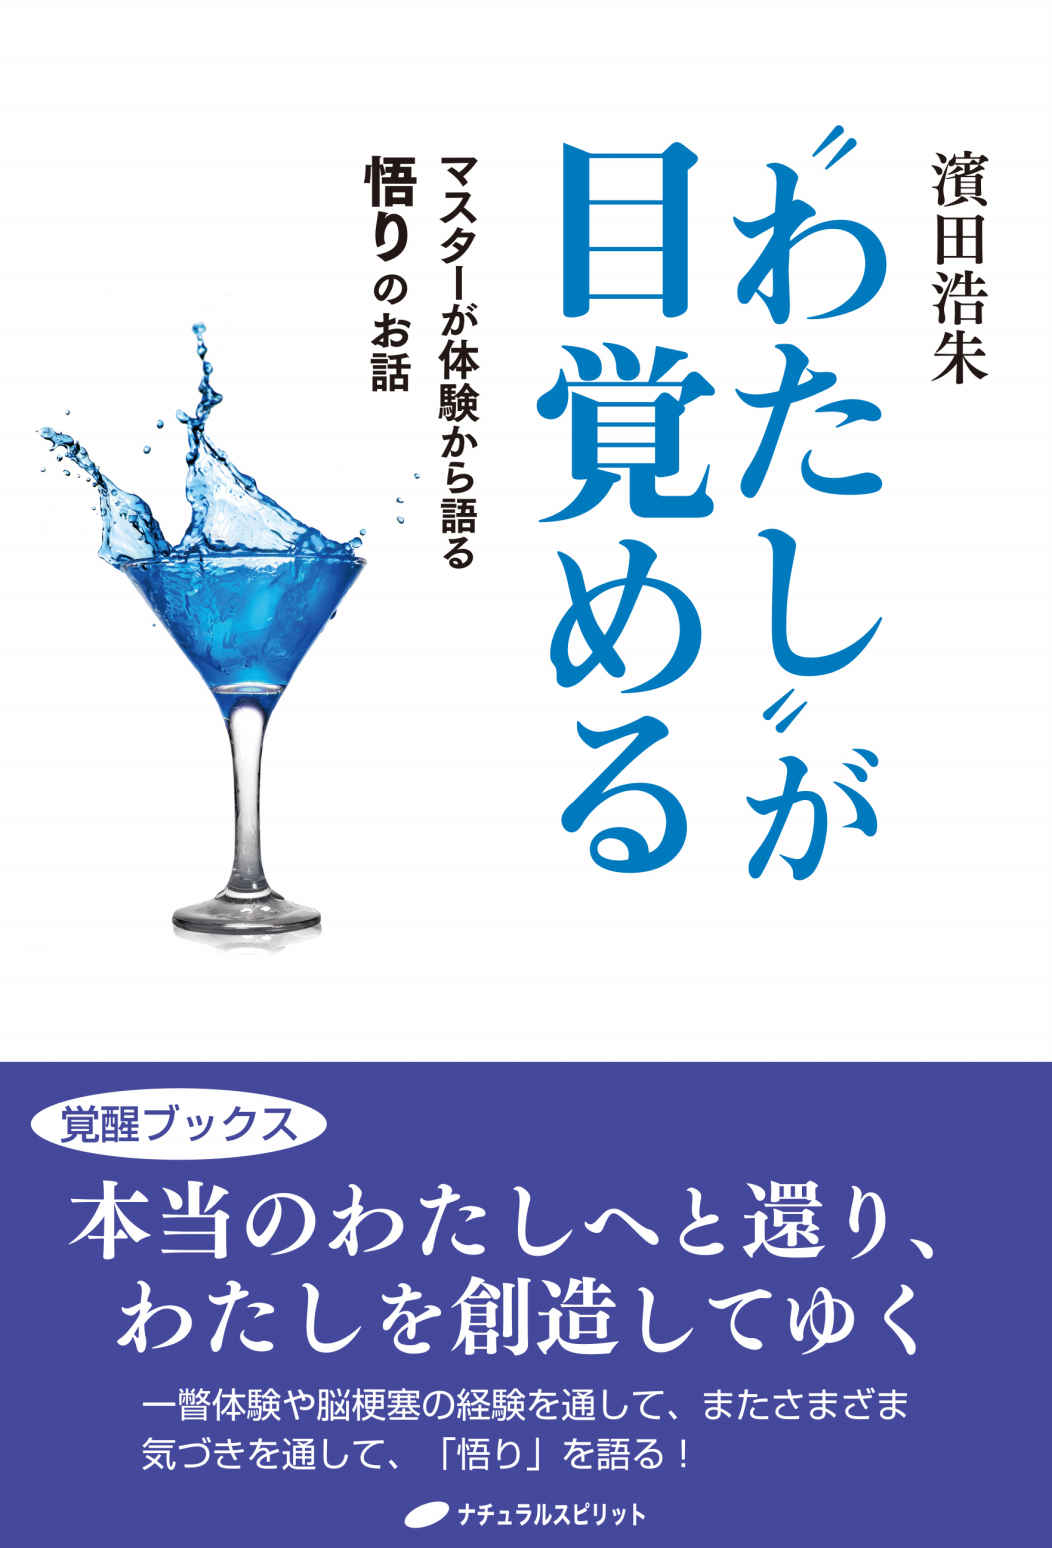 濱田浩朱
〝わたし〟が
目覚める
マスターが体験から語る
悟りのお話
覚醒ブックス
本当のわたしへと還り、
わたしを創造してゆく
一瞥体験や脳梗塞の経験を通して、またさまざま
気づきを通して、「悟り」を語る！
ナチュラルスピリット